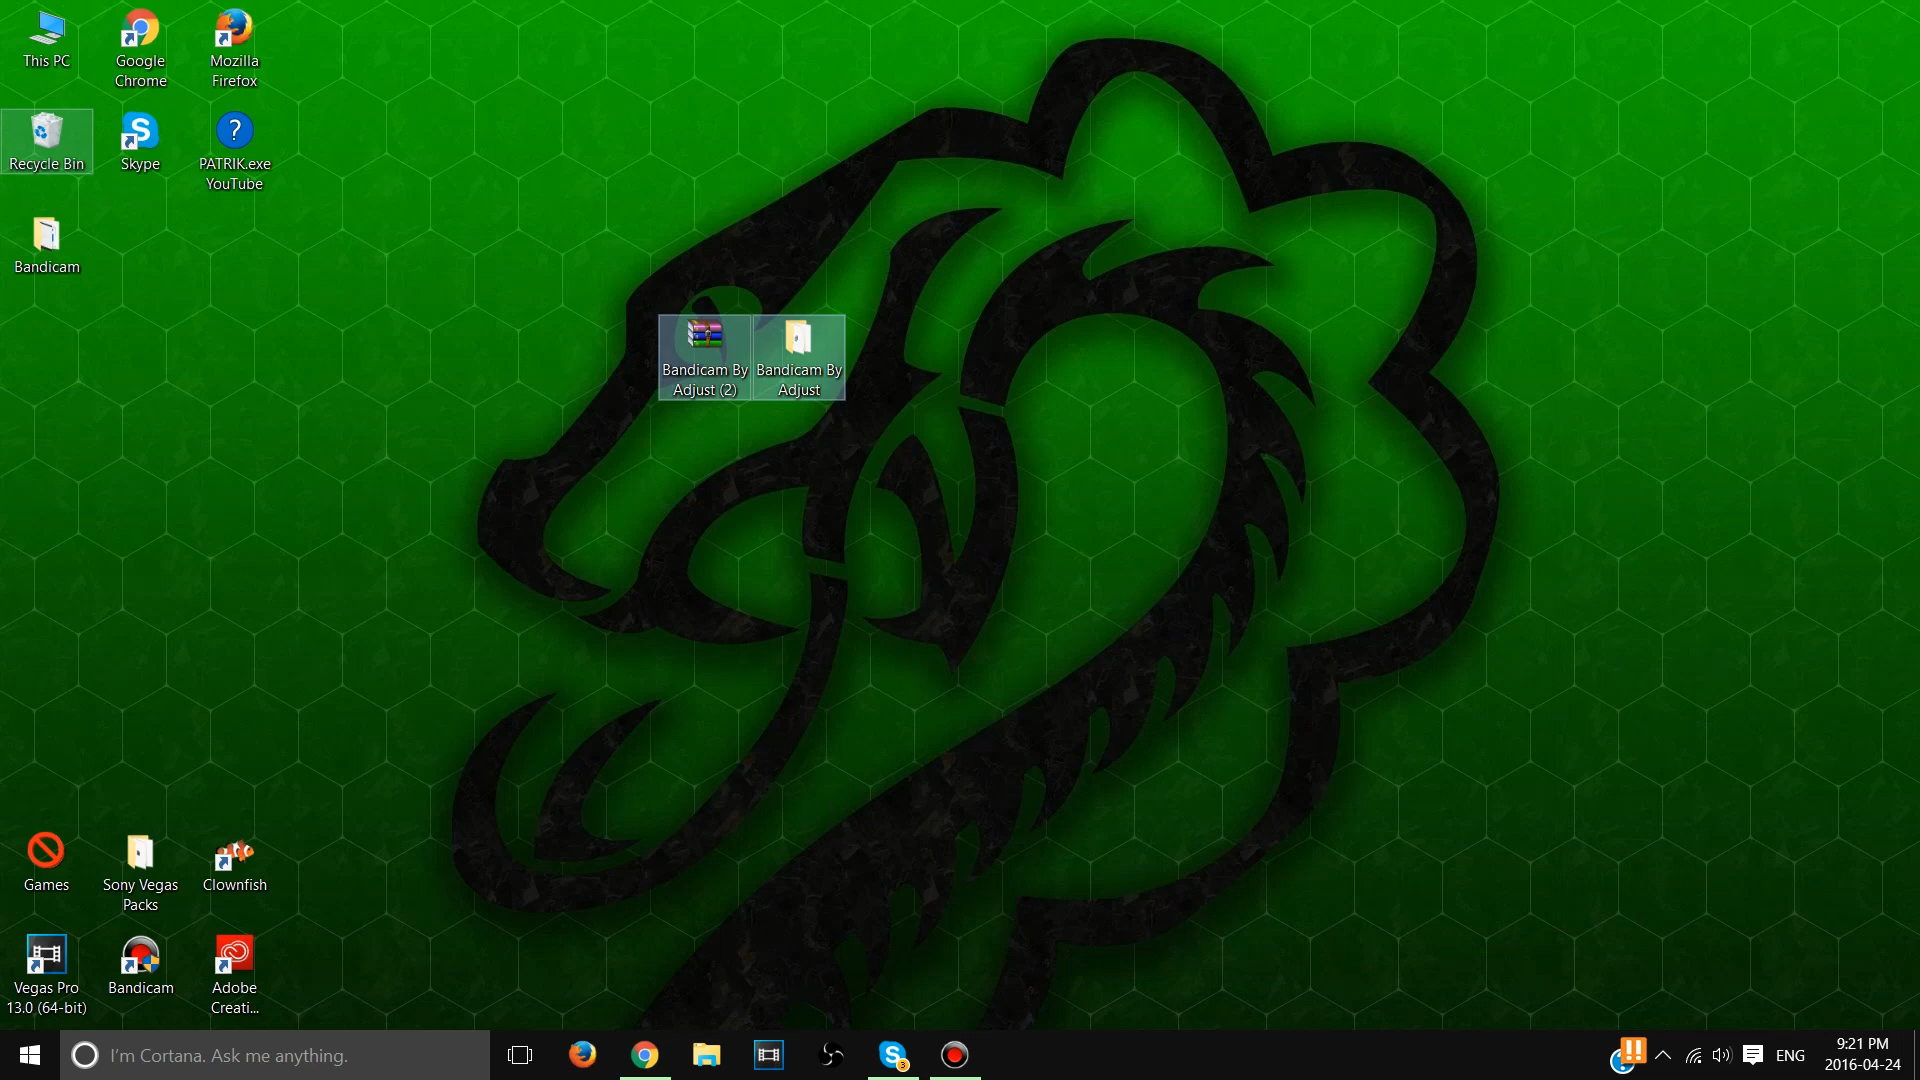 This PC
Google
Chrome
Mozilla
Firefox
Recycle Bin
Skype
PATRIK.exe
YouTube
Bandicam
Bandicam By
Adjust (2)
Bandicam By
Adjust
Games
Sony Vegas
Packs
Clownfish
Vegas Pro
13.0 (64-bit)
Bandicam
Adobe
Creati...
I'm Cortana. Ask me anything.
3
ENG
9:21 PM
2016-04-24